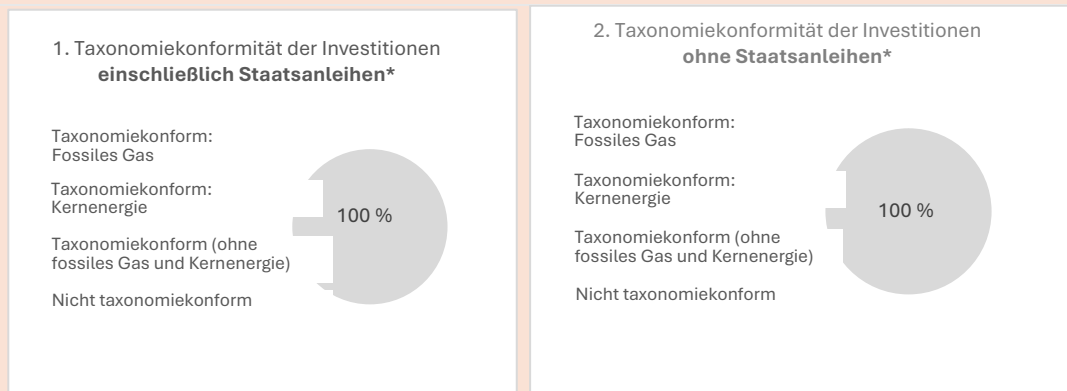 1. Taxonomiekonformität der Investitionen
einschließlich Staatsanleihen*
Taxonomiekonform:
Fossiles Gas
Taxonomiekonform:
Kernenergie
Taxonomiekonform (ohne
fossiles Gas und Kernenergie)
Nicht taxonomiekonform
100 %
2. Taxonomiekonformität der Investitionen
ohne Staatsanleihen*
Taxonomiekonform:
Fossiles Gas
Taxonomiekonform:
Kernenergie
Taxonomiekonform (ohne
fossiles Gas und Kernenergie)
Nicht taxonomiekonform
100 %